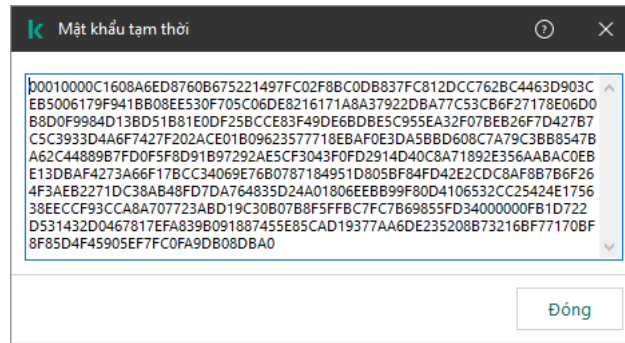 Mật khẩu tạm thời
00010000C1608A6ED8760B675221497FC02F8BC0DB837FC812DCC762BC4463D903C
EB5006179F941BB08EE530F705C06DE8216171A8A37922DBA77C53CB6F27178E06D0
B8D0F9984D13BD51B81E0DF25BCCE83F49DE6BDBE5C955EA32F07BEB26F7D427B7
C5C3933D4A6F7427F202ACE01B09623577718EBAF0E3DA5BBD608C7A79C3BB8547B
A62C44889B7FD0F5F8D91B97292AE5CF3043F0FD2914D40C8A71892E356AABAC0EB
E13DBAF4273A66F17BCC34069E76B0787184951D805BF84FD42E2CDC8AF8B7B6F26
4F3AEB2271DC38AB48FD7DA764835D24A01806EEBB99F80D4106532CC25424E1756
38EECCF93CCA8A707723ABD19C30B07B8F5FFBC7FC7B69855FD34000000FB1D722
D531432D0467817EFA839B091887455E85CAD19377AA6DE235208B73216BF77170BF
8F85D4F45905EF7FC0FA9DB08DBA0
Đóng